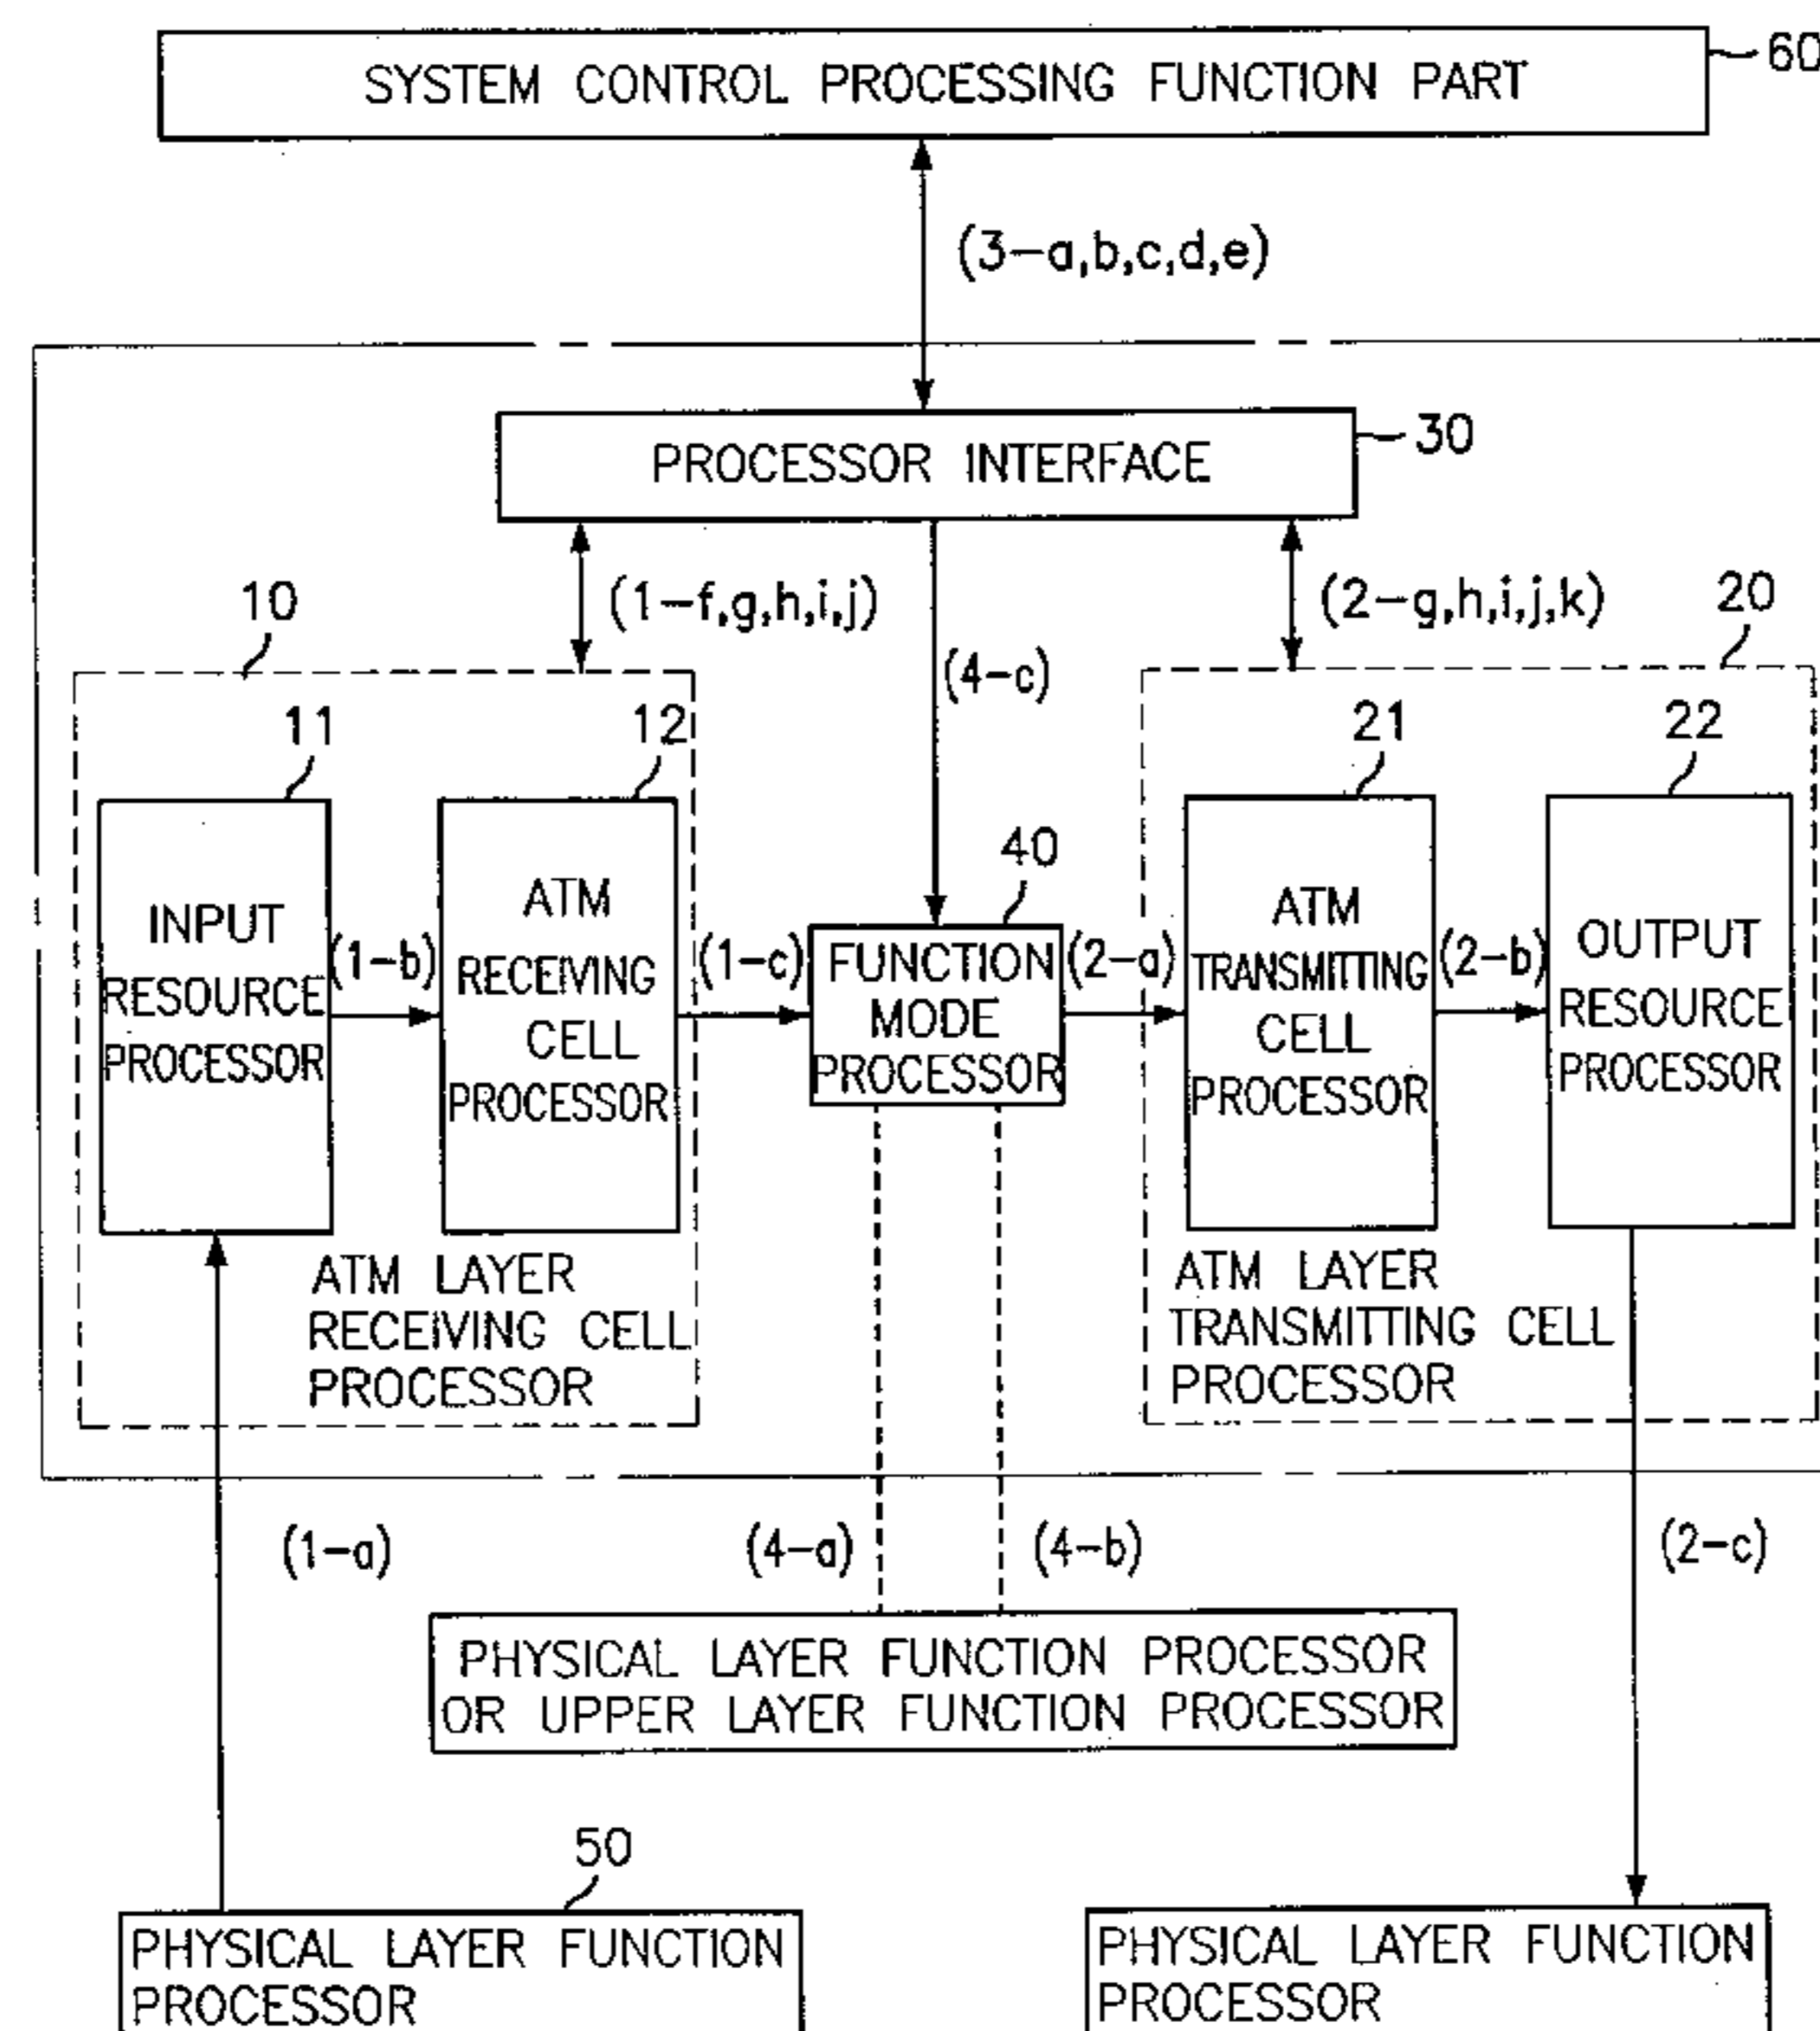 SYSTEM CONTROL PROCESSING FUNCTION PART
60
(3-a,b,c,d,e)
PROCESSOR INTERFACE
30
10
(1-f,g,h,i,j)
(4-c)
(2-g,h,i,j,k)
20
11
12
40
21
22
INPUT
RESOURCE
PROCESSOR
(1-b)
ATM
RECEIVING
CELL
PROCESSOR
(1-c)
FUNCTION
MODE
PROCESSOR
(2-a)
ATM
TRANSMITTING
CELL
PROCESSOR
(2-b)
OUTPUT
RESOURCE
PROCESSOR
ATM LAYER
RECEIVING CELL
PROCESSOR
ATM LAYER
TRANSMITTING CELL
PROCESSOR
(1-a)
(4-a)
(4-b)
(2-c)
PHYSICAL LAYER FUNCTION PROCESSOR
OR UPPER LAYER FUNCTION PROCESSOR
50
PHYSICAL LAYER FUNCTION
PROCESSOR
PHYSICAL LAYER FUNCTION
PROCESSOR